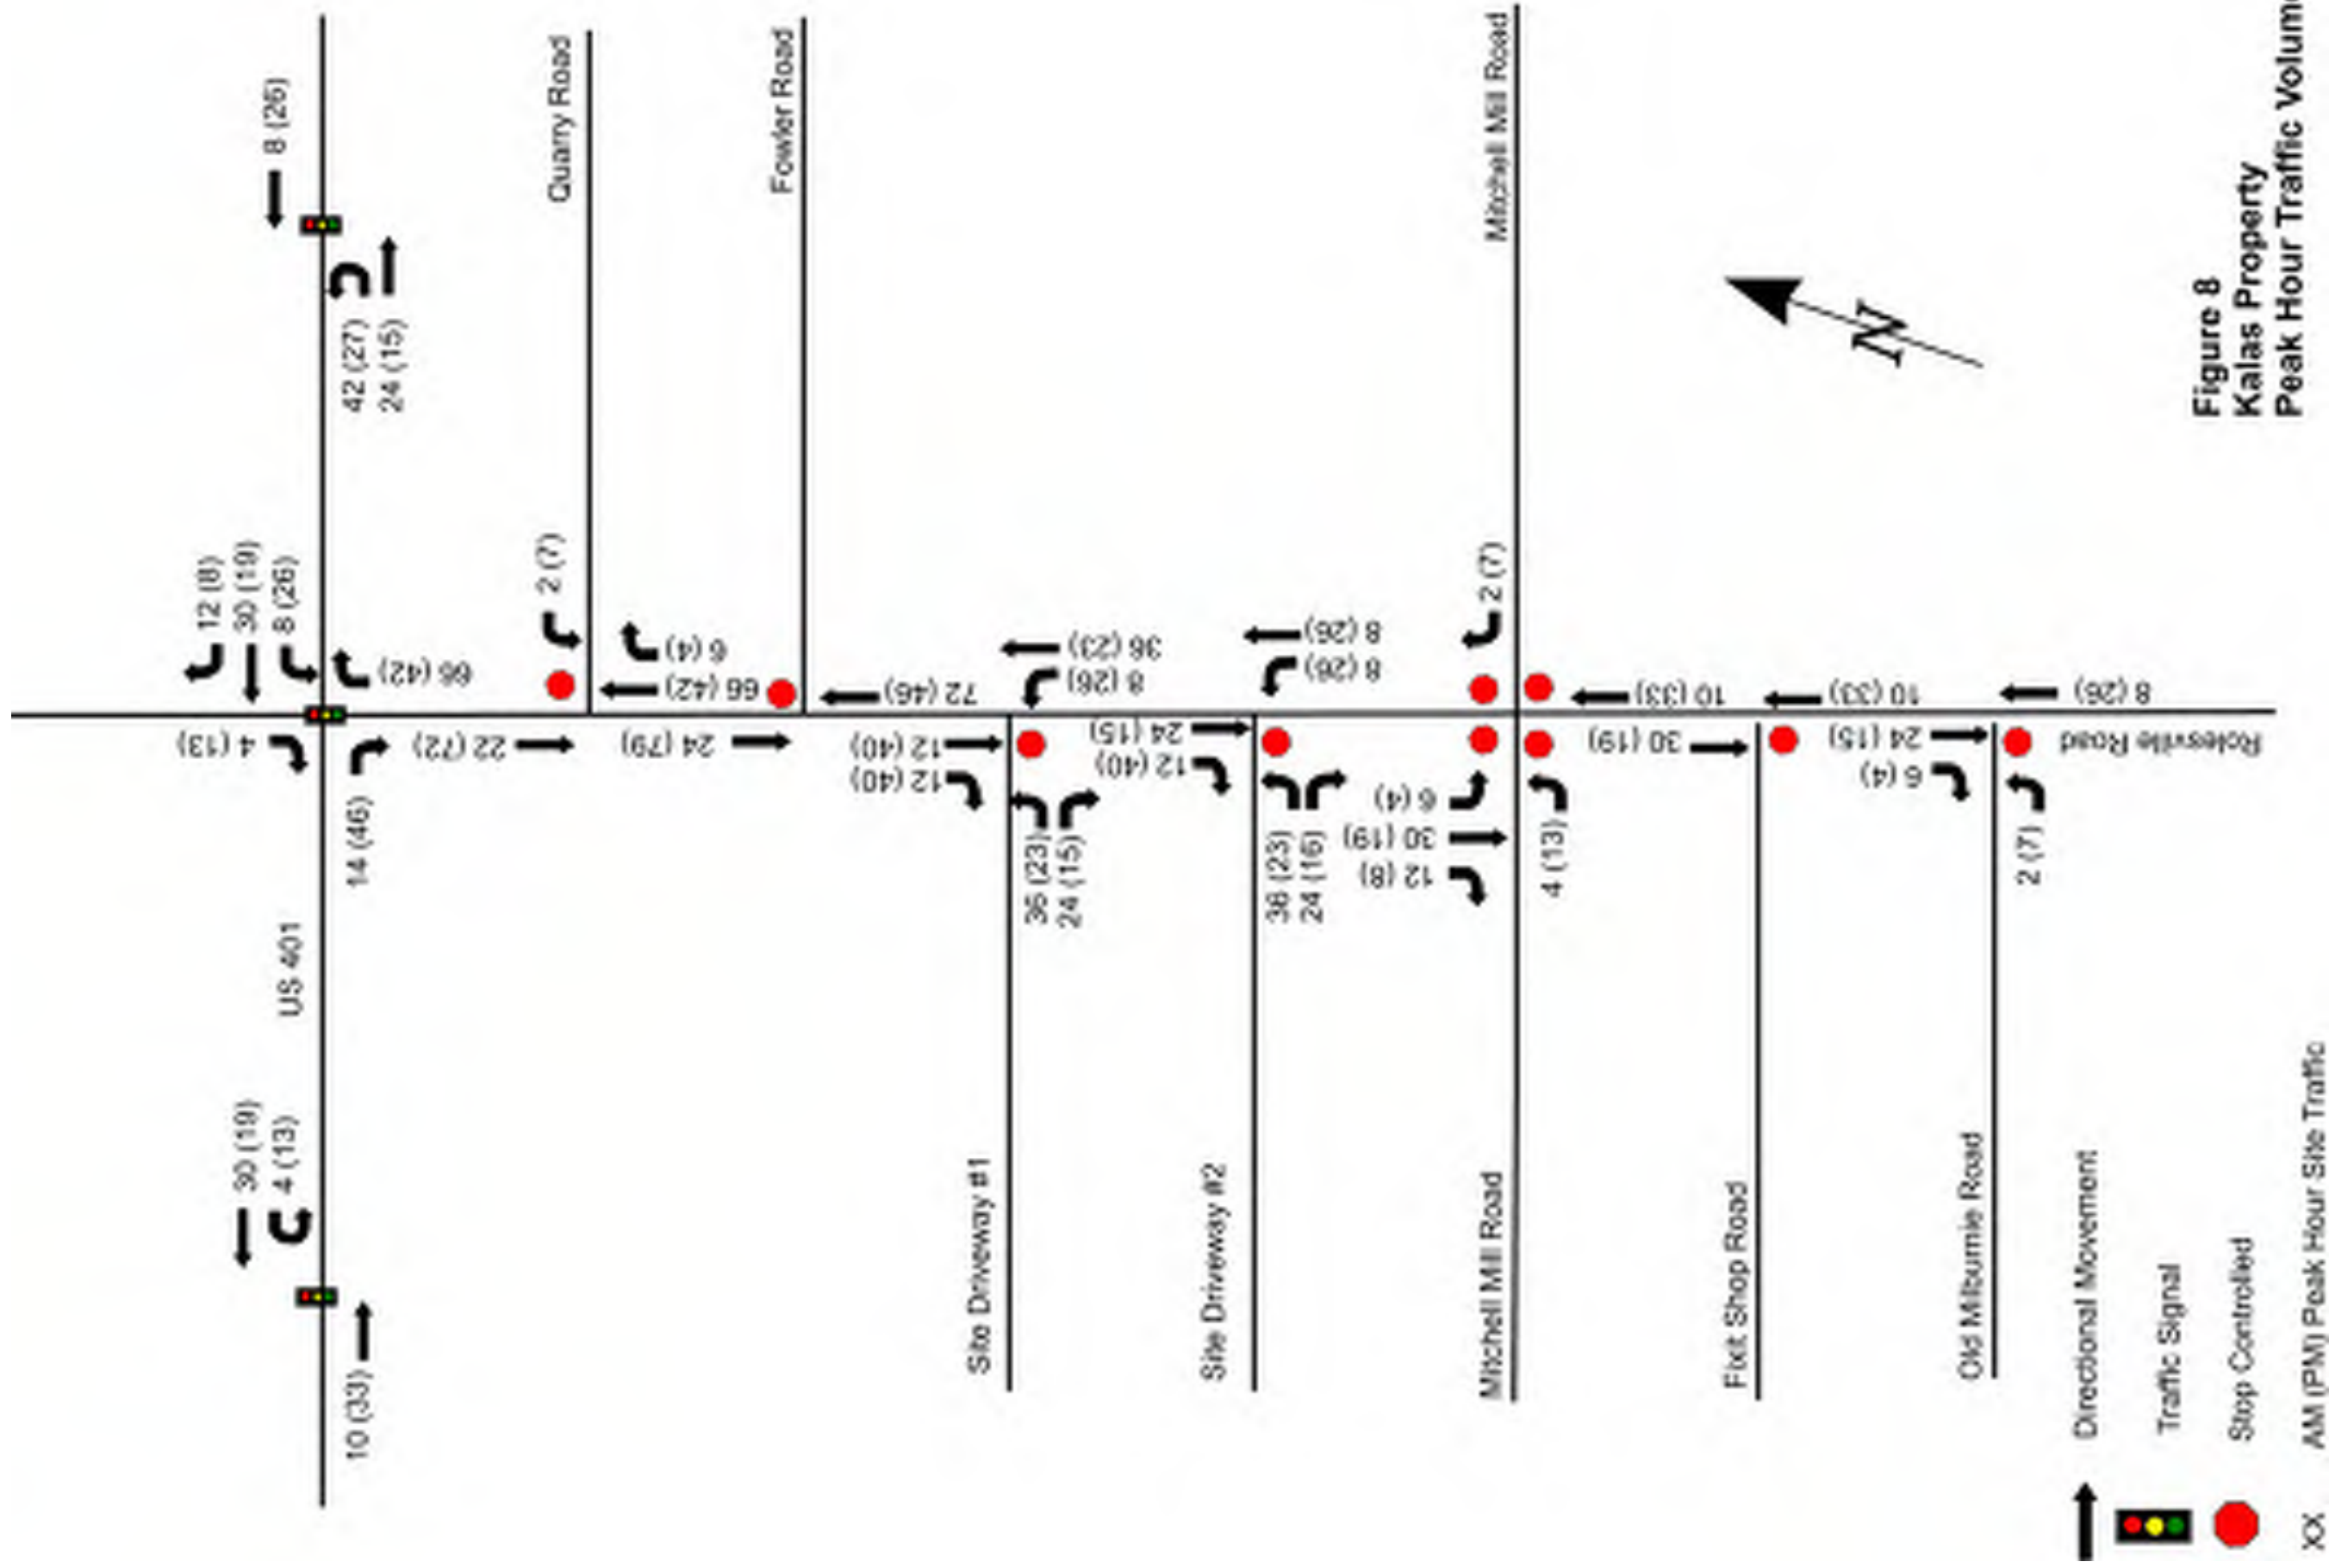 8 (26)
42 (27)
24 (15)
12 (8)
30 (19)
8 (26)
66 (42)
4 (13)
14 (46)
22 (72)
US 401
30 (19)
4 (13)
10 (33)
Quarry Road
2 (7)
6 (4)
66 (42)
24 (79)
Fowler Road
72 (46)
12 (40)
12 (40)
36 (23)
8 (26)
36 (23)
24 (15)
Site Driveway #1
24 (15)
12 (40)
8 (26)
8 (26)
38 (23)
24 (16)
Site Driveway #2
Mitchell Mill Road
2 (7)
6 (4)
30 (19)
12 (8)
4 (13)
Mitchell Mill Road
10 (33)
30 (19)
Fixit Shop Road
10 (33)
24 (15)
6 (4)
2 (7)
Old Milburnie Road
8 (26)
Rolesville Road
N
Figure 8
Kalas Property
Peak Hour Traffic Volum
Directional Movement
Traffic Signal
Stop Controlled
XX AM (PM) Peak Hour Site Traffic